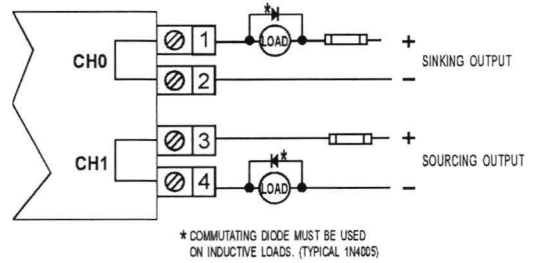 * 
LOAD
1
+
CH0
SINKING OUTPUT
2
−
3
+
CH1
SOURCING OUTPUT
*
4
LOAD
−
* COMMUTATING DIODE MUST BE USED
ON INDUCTIVE LOADS. (TYPICAL 1N4005)